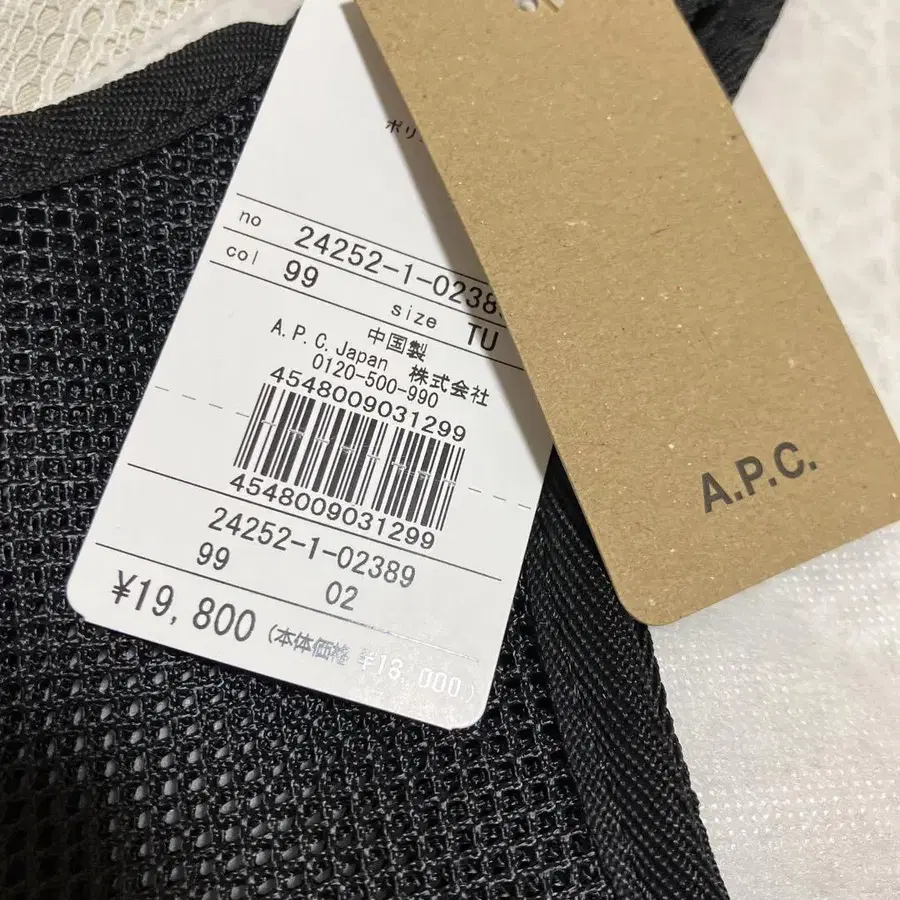 ポリ
no 24252-1-0238
col 99 size TU
中国製
A.P.C. Japan 株式会社
0120-500-990
4548009031299
4548009031299
24252-1-02389
99 02
¥19,800 (本体価格 ¥18,000)
A.P.C.